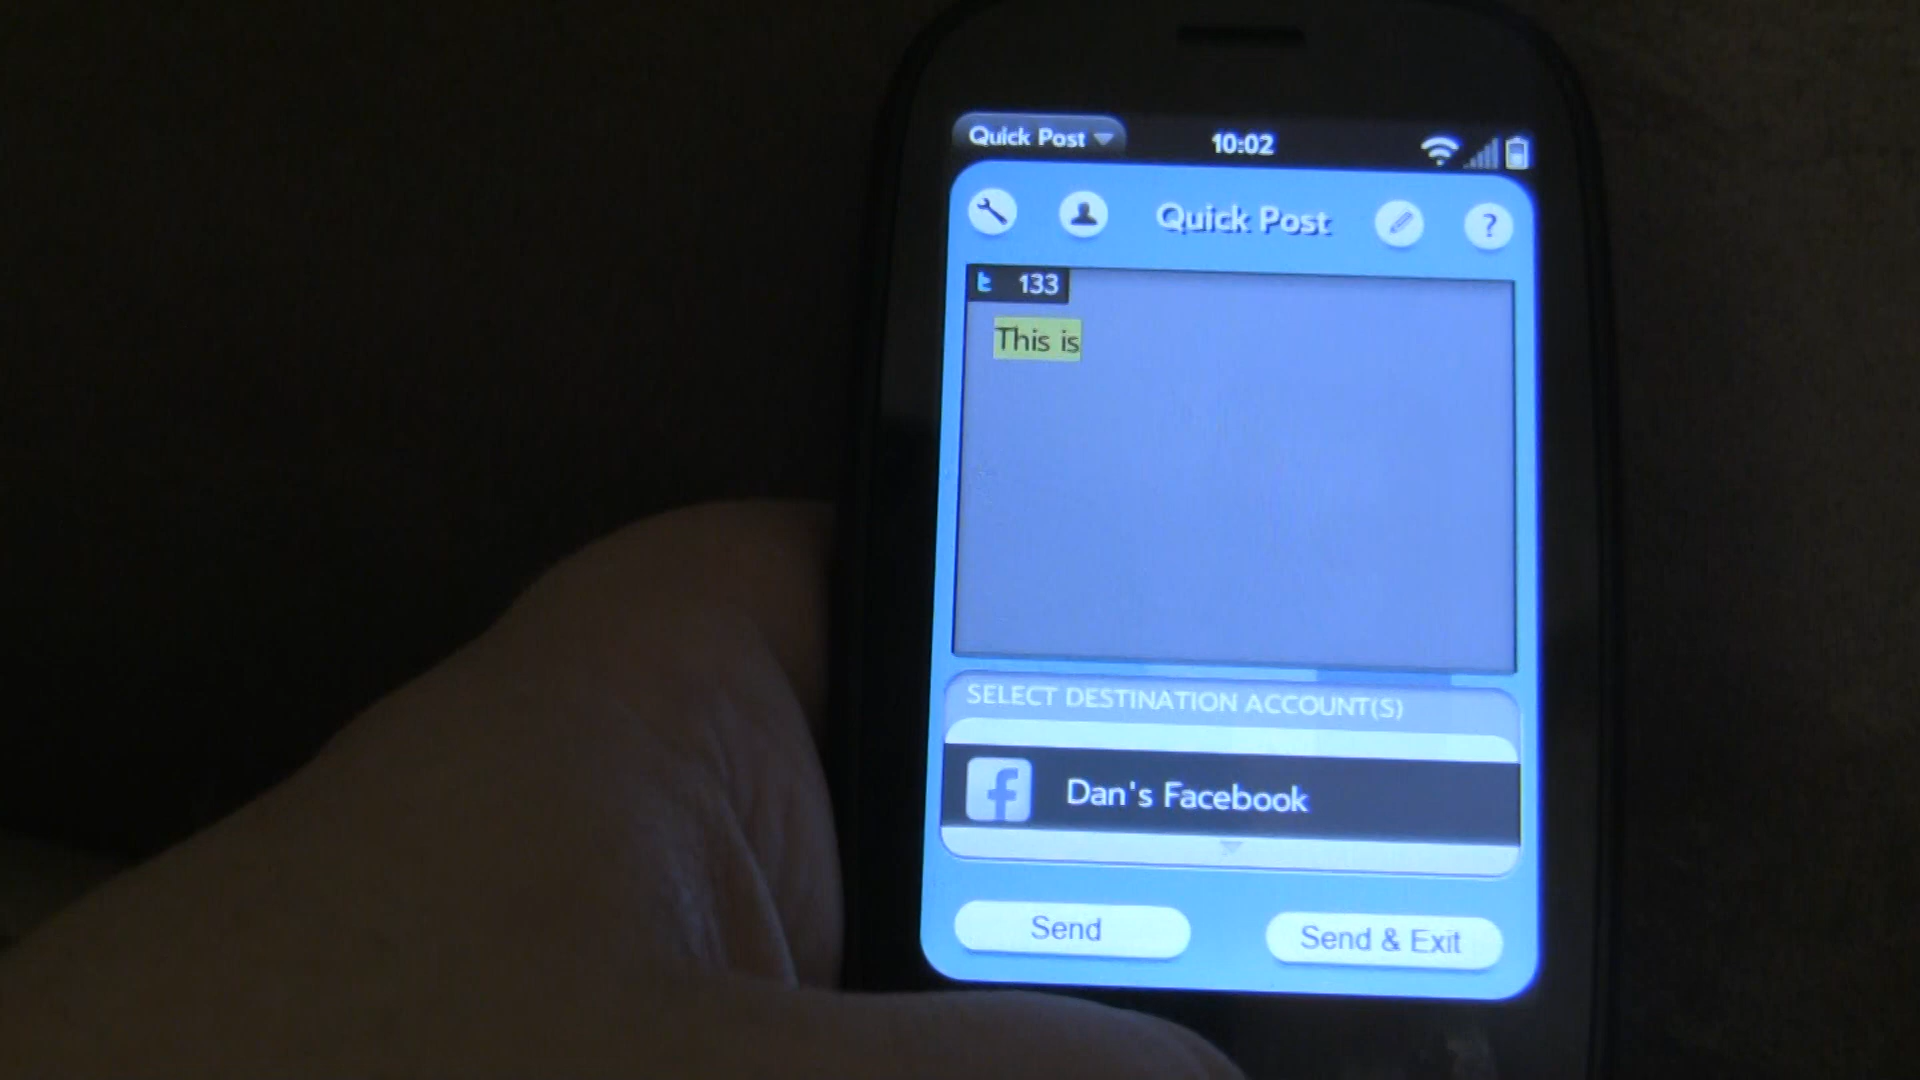 Quick Post 10:02
Quick Post ?
t 133
This is
SELECT DESTINATION ACCOUNT(S)
f Dan's Facebook
Send Send & Exit